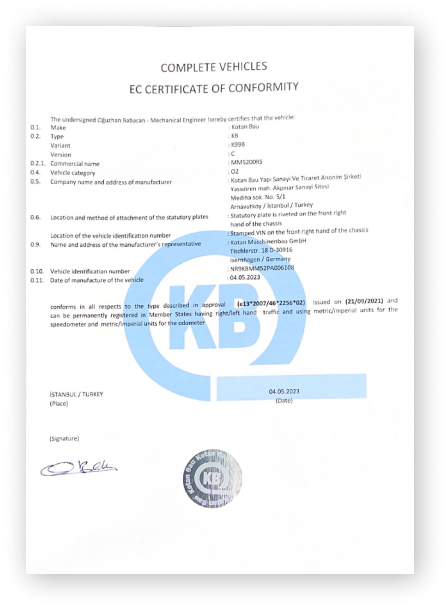 COMPLETE VEHICLES
EC CERTIFICATE OF CONFORMITY
The undersigned Oğuzhan Babacan - Mechanical Engineer hereby certifies that the vehicle:
0.1. Make : Kotan Bau
0.2. Type : KB
Variant : K99B
Version : C
0.2.1. Commercial name : MMS200RS
0.4. Vehicle category : O2
0.5. Company name and address of manufacturer : Kotan Bau Yapı Sanayi Ve Ticaret Anonim Şirketi
Yassıören mah. Akpınar Sanayi Sitesi
Mediha sok. No: 5/1
Arnavutköy / İstanbul / Turkey
0.6. Location and method of attachment of the statutory plates : Statutory plate is riveted on the front right
hand of the chassis
Location of the vehicle identification number : Stamped VIN on the front right hand of the chassis
0.9. Name and address of the manufacturer's representative : Kotan Maschinenbau GmbH
Tischlerstr. 18 D-30916
Isernhagen / Germany
0.10. Vehicle identification number : NR9KBMM52PA006108
0.11. Date of manufacture of the vehicle : 04.05.2023
conforms in all respects to the type described in approval (e13*2007/46*2256*02) issued on (21/09/2021) and
can be permanently registered in Member States having right/left hand traffic and using metric/imperial units for the
speedometer and metric/imparial units for the odometer
KB
İSTANBUL / TURKEY 04.05.2023
(Place) (Date)
(Signature)
Kotan Bau
KB